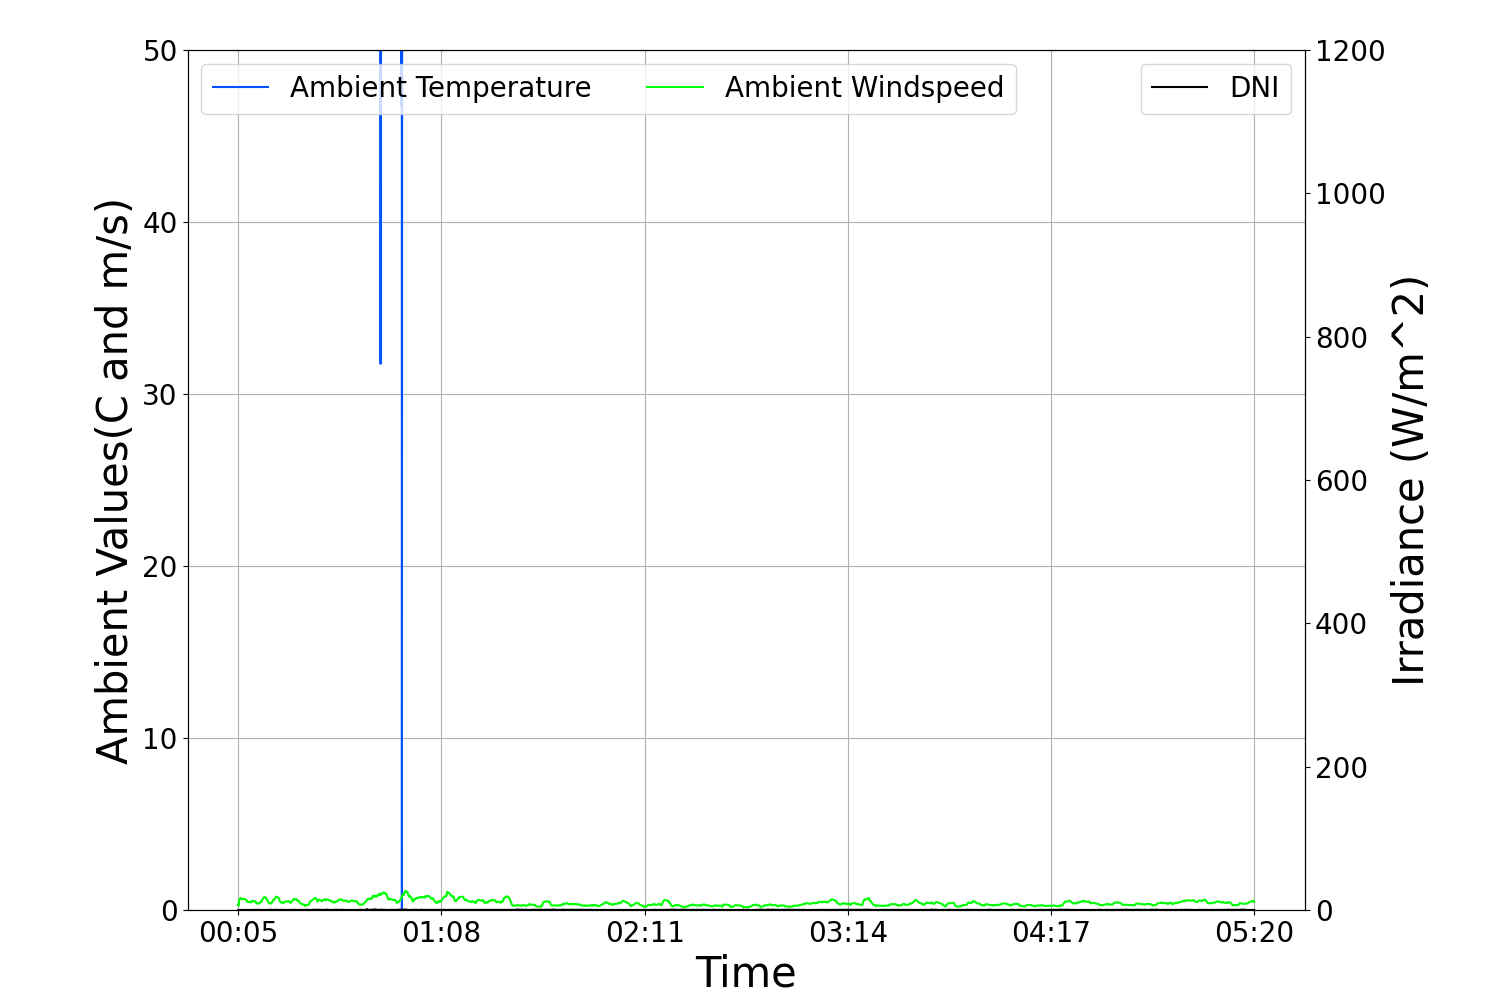 50
40
30
20
10
0
Ambient Values(C and m/s)
Ambient Temperature
Ambient Windspeed
DNI
1200
1000
800
600
400
200
0
Irradiance (W/m^2)
00:05 01:08 02:11 03:14 04:17 05:20
Time